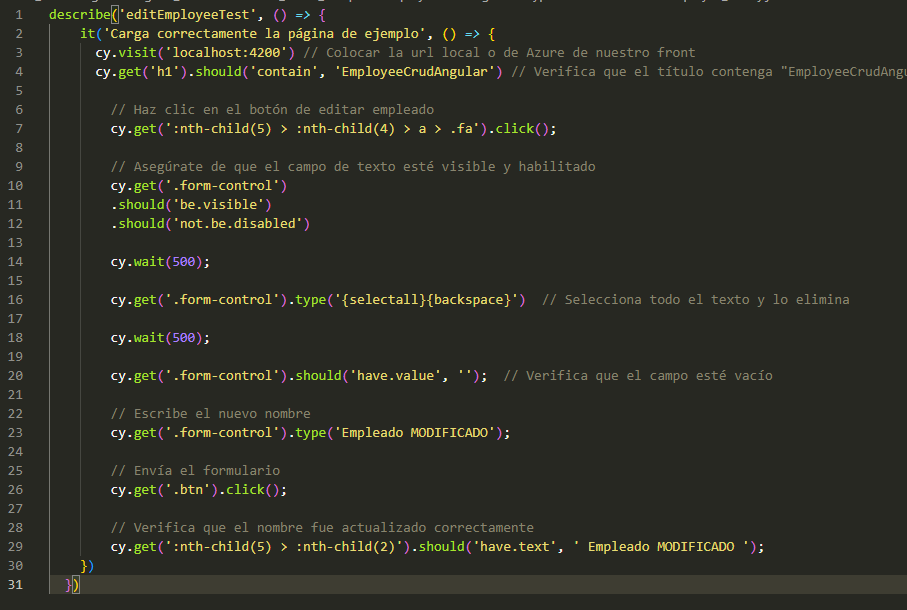 1 describe('editEmployeeTest', () => {
2 it('Carga correctamente la página de ejemplo', () => {
3 cy.visit('localhost:4200') // Colocar la url local o de Azure de nuestro front
4 cy.get('h1').should('contain', 'EmployeeCrudAngular') // Verifica que el título contenga "EmployeeCrudAngu
5
6 // Haz clic en el botón de editar empleado
7 cy.get(':nth-child(5) > :nth-child(4) > a > .fa').click();
8
9 // Asegúrate de que el campo de texto esté visible y habilitado
10 cy.get('.form-control')
11 .should('be.visible')
12 .should('not.be.disabled')
13
14 cy.wait(500);
15
16 cy.get('.form-control').type('{selectall}{backspace}') // Selecciona todo el texto y lo elimina
17
18 cy.wait(500);
19
20 cy.get('.form-control').should('have.value', ''); // Verifica que el campo esté vacío
21
22 // Escribe el nuevo nombre
23 cy.get('.form-control').type('Empleado MODIFICADO');
24
25 // Envía el formulario
26 cy.get('.btn').click();
27
28 // Verifica que el nombre fue actualizado correctamente
29 cy.get(':nth-child(5) > :nth-child(2)').should('have.text', ' Empleado MODIFICADO ');
30 })
31 })